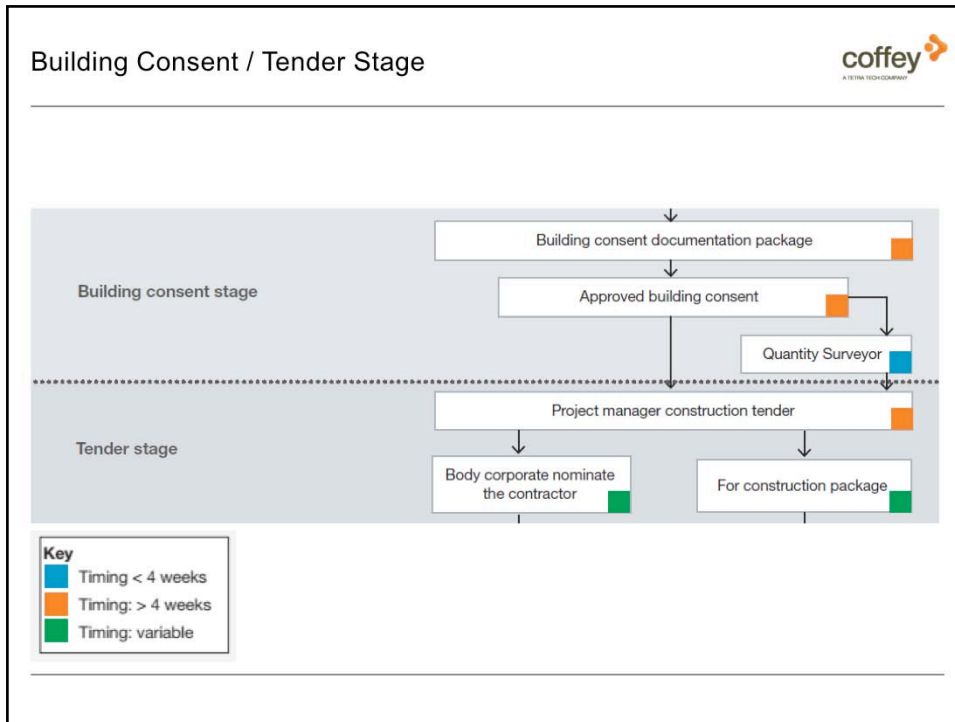 Building Consent / Tender Stage
coffey
A TETRA TECH COMPANY
Building consent documentation package
Building consent stage
Approved building consent
Quantity Surveyor
Project manager construction tender
Tender stage
Body corporate nominate
the contractor
For construction package
Key
Timing < 4 weeks
Timing: > 4 weeks
Timing: variable